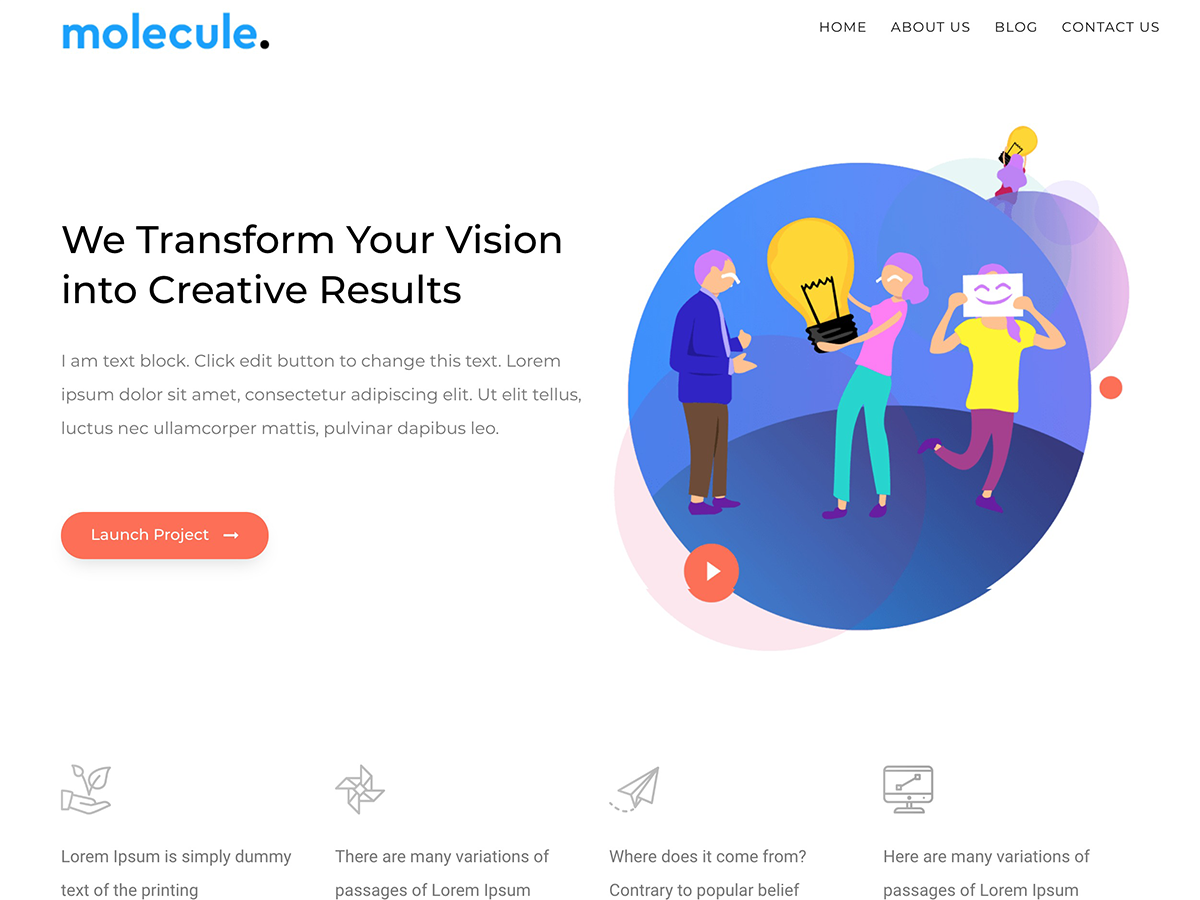 molecule.
HOME ABOUT US BLOG CONTACT US
We Transform Your Vision
into Creative Results
I am text block. Click edit button to change this text. Lorem
ipsum dolor sit amet, consectetur adipiscing elit. Ut elit tellus,
luctus nec ullamcorper mattis, pulvinar dapibus leo.
Launch Project
Lorem Ipsum is simply dummy
text of the printing
There are many variations of
passages of Lorem Ipsum
Where does it come from?
Contrary to popular belief
Here are many variations of
passages of Lorem Ipsum